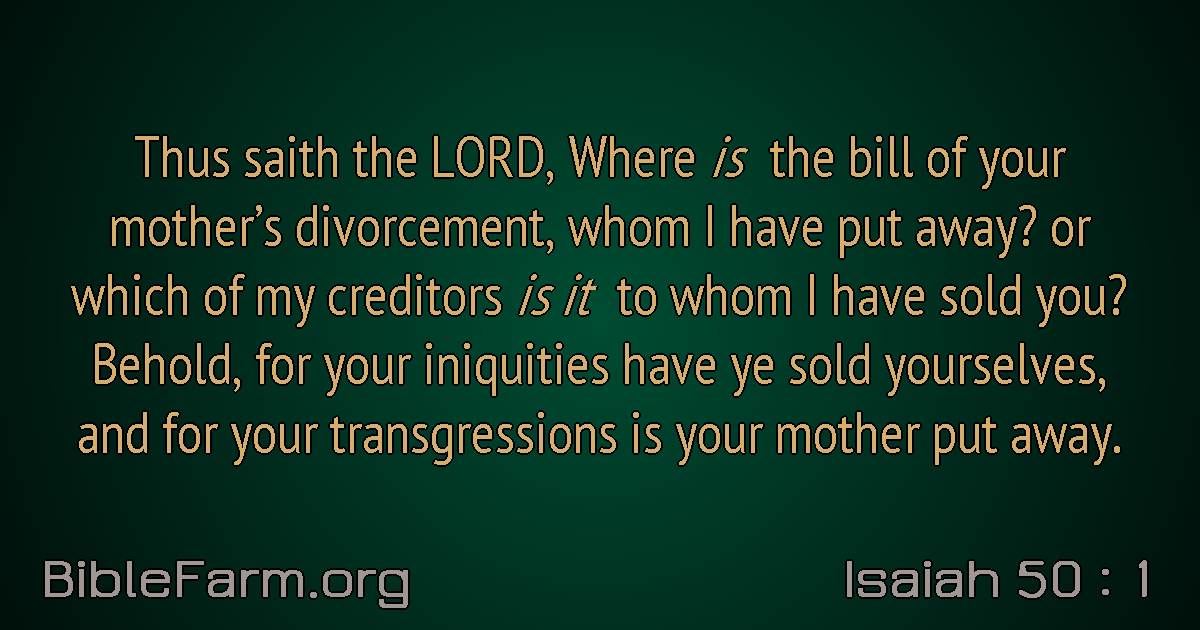 Thus saith the LORD, Where is the bill of your
mother’s divorcement, whom I have put away? or
which of my creditors is it to whom I have sold you?
Behold, for your iniquities have ye sold yourselves,
and for your transgressions is your mother put away.
BibleFarm.org
Isaiah 50 : 1